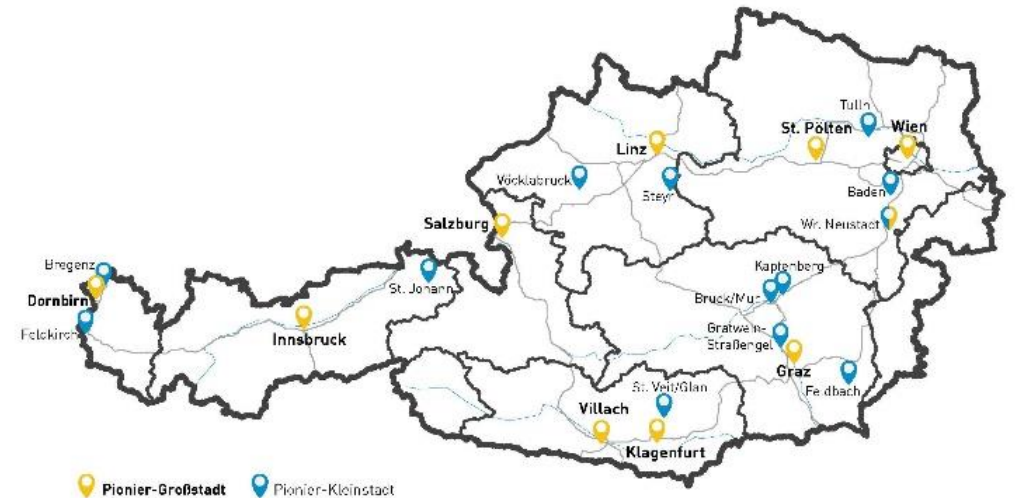 Tulln
St. Pölten
Wien
Linz
Vöcklabruck
Steyr
Baden
Salzburg
Wr. Neustadt
Bregenz
St. Johann
Kapfenberg
Dornbirn
Bruck/Mur
Feldkirch
Innsbruck
Gratwein-
Straßengel
Graz
St. Veit/Glan
Feldbach
Villach
Klagenfurt
Pionier-Großstadt
Pionier-Kleinstadt